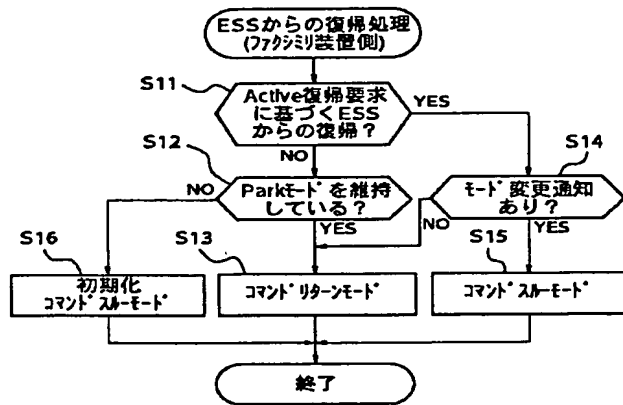 ESSからの復帰処理
(ファクシミリ装置側)
S11
Active復帰要求
に基づくESS
からの復帰？
YES
NO
S12
Parkモードを維持
している？
NO
YES
S14
モード変更通知
あり？
NO
YES
S16
初期化
コマンドスルーモード
S13
コマンドリターンモード
S15
コマンドスルーモード
終了